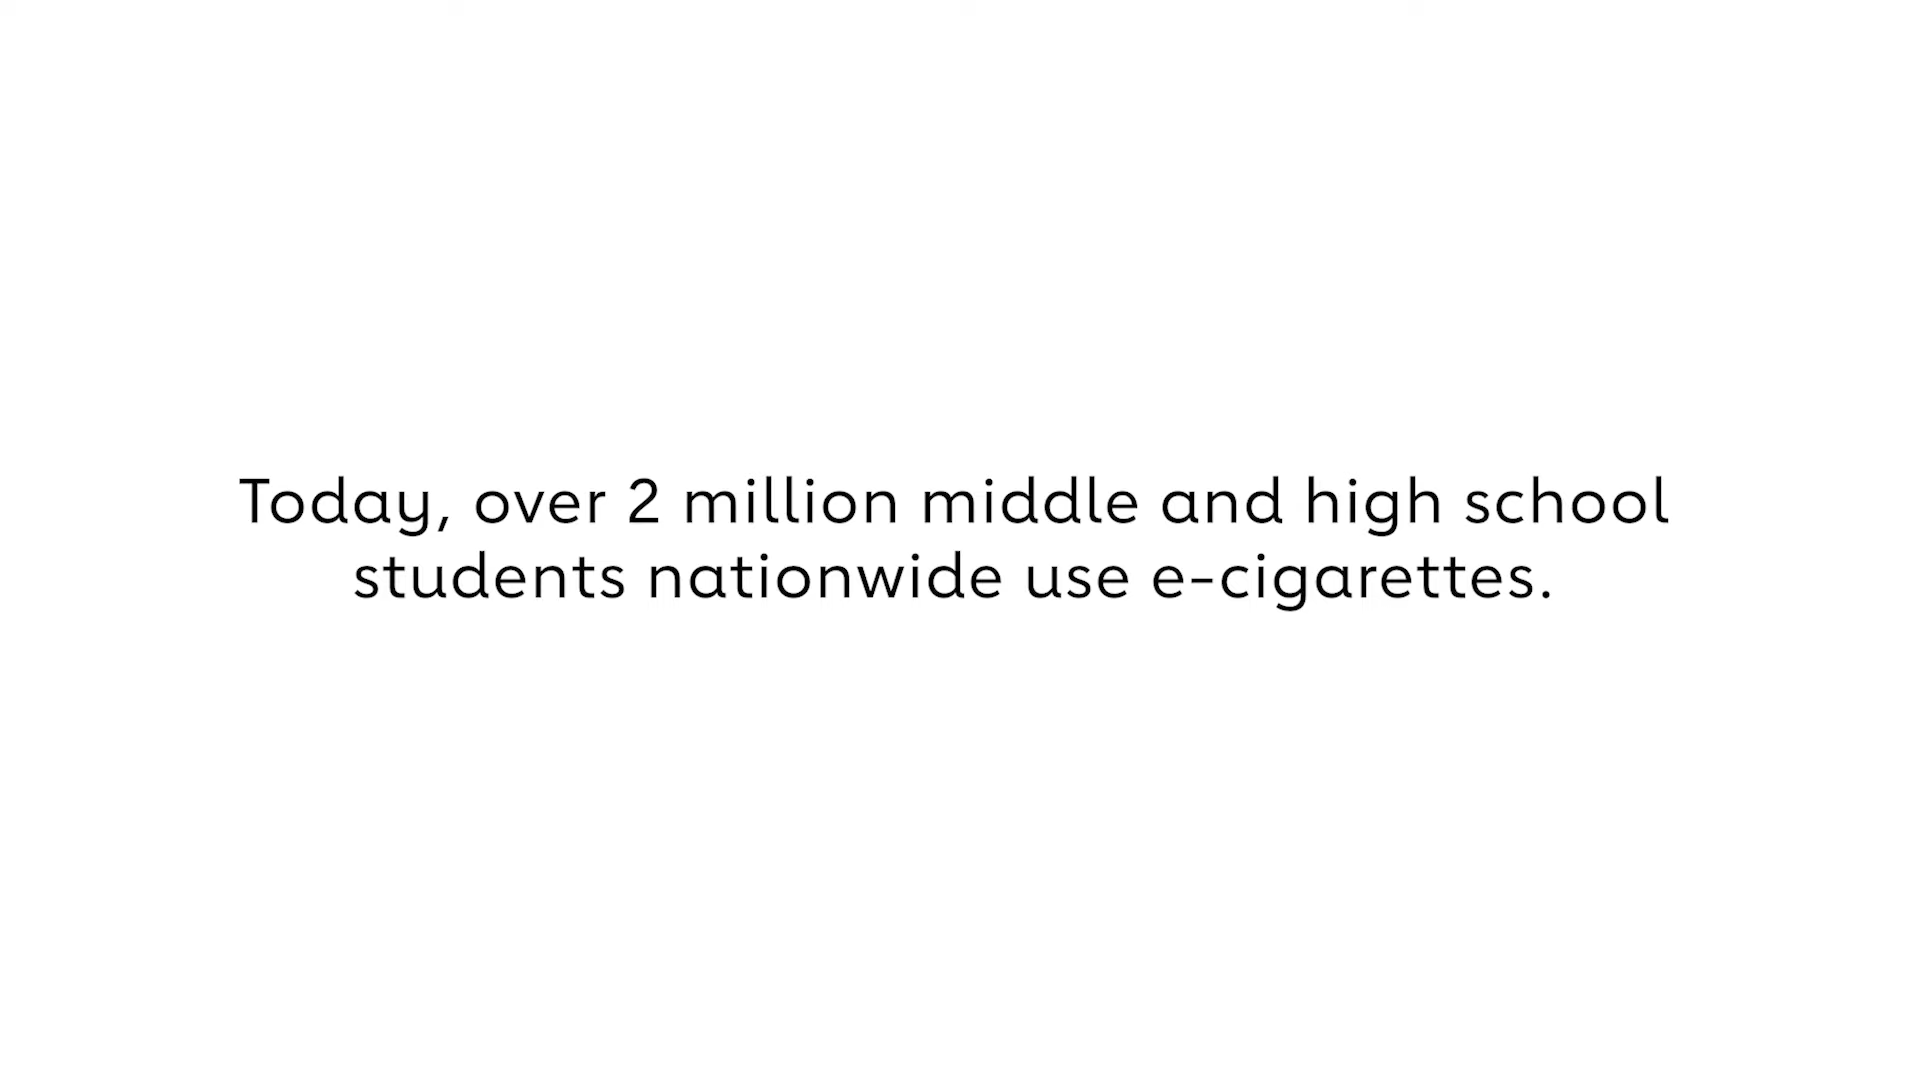 Today, over 2 million middle and high school
students nationwide use e-cigarettes.